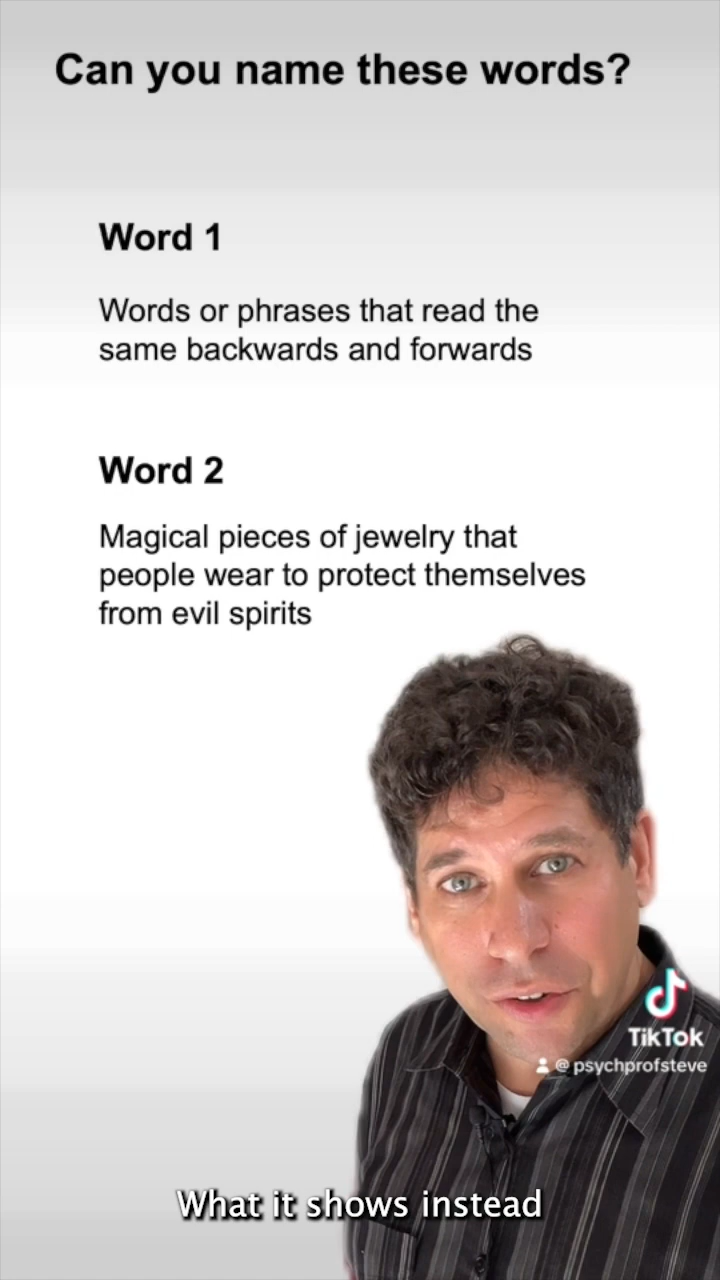 Can you name these words?
Word 1
Words or phrases that read the
same backwards and forwards
Word 2
Magical pieces of jewelry that
people wear to protect themselves
from evil spirits
TikTok
@psychprofsteve
What it shows instead